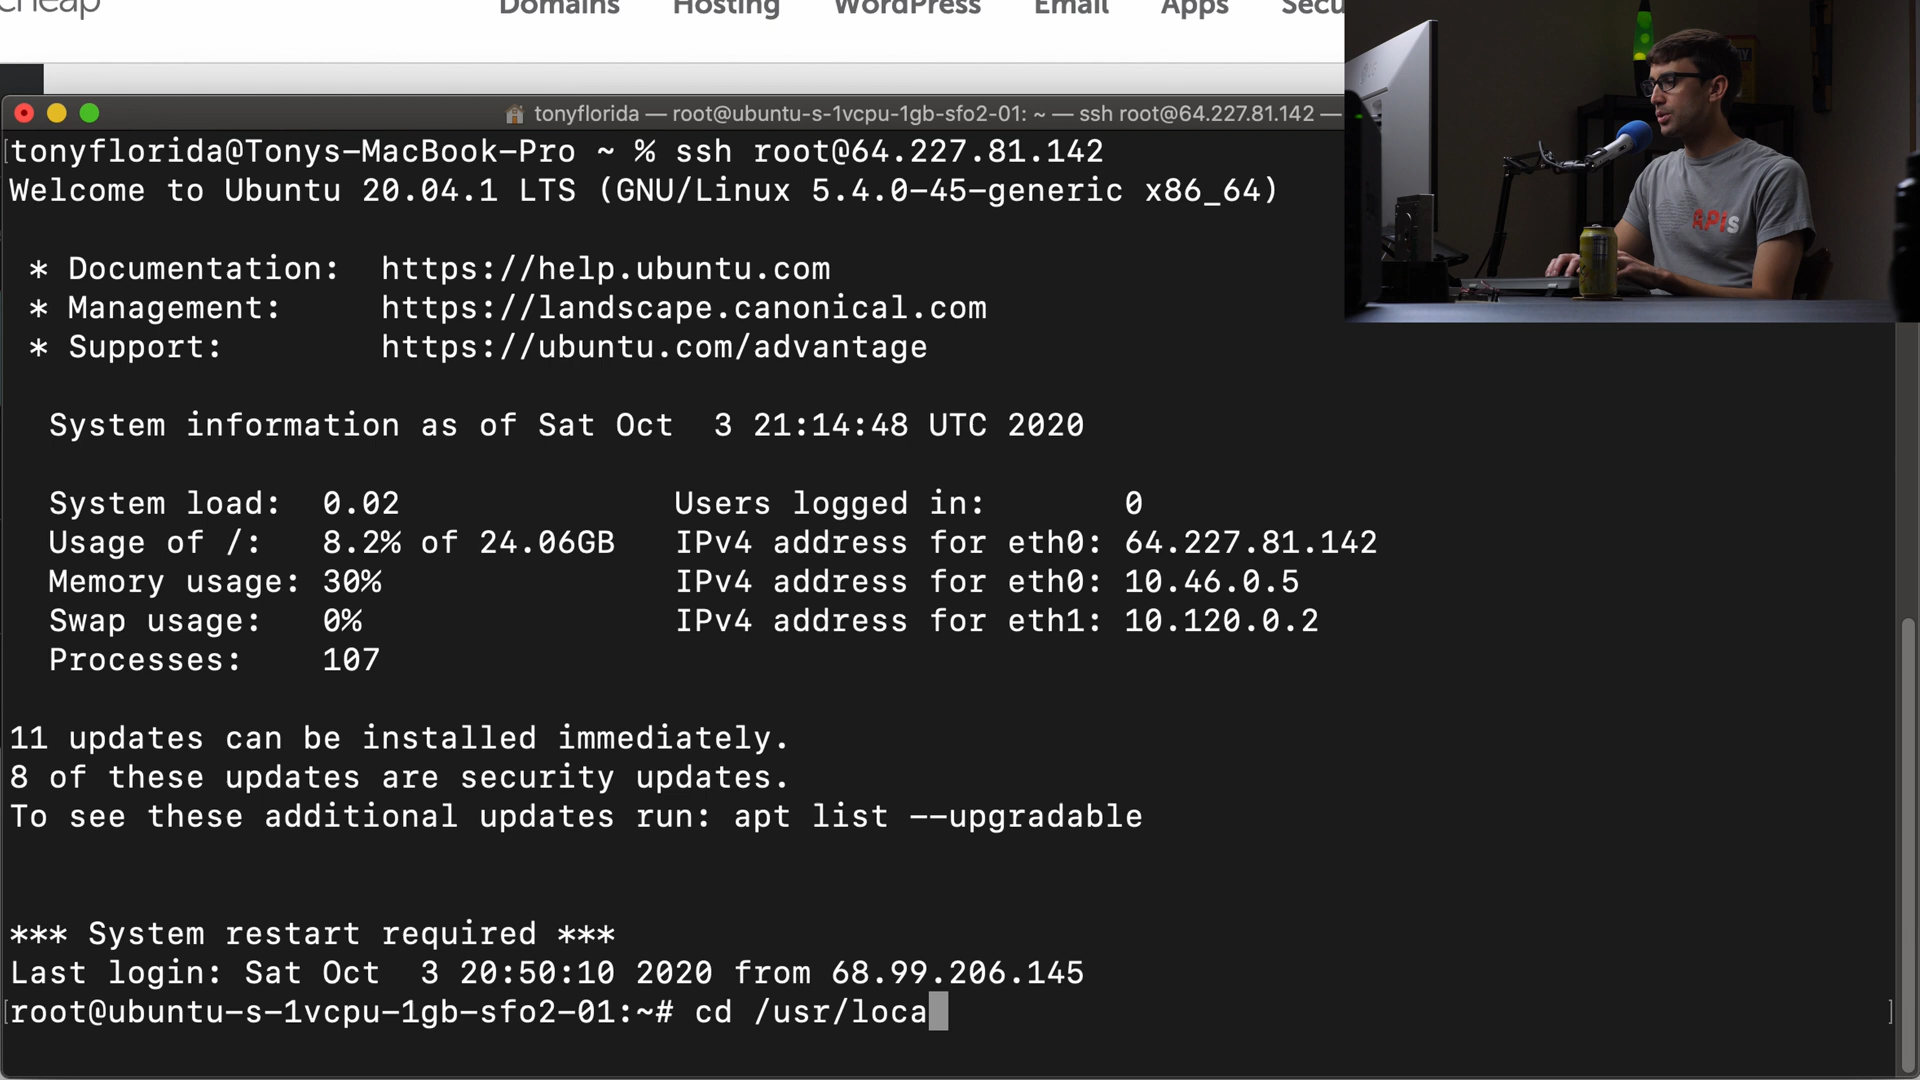 cheap
Domains Hosting WordPress Email Apps Secu
tonyflorida — root@ubuntu-s-1vcpu-1gb-sfo2-01: ~ — ssh root@64.227.81.142 —
[tonyflorida@Tonys-MacBook-Pro ~ % ssh root@64.227.81.142
Welcome to Ubuntu 20.04.1 LTS (GNU/Linux 5.4.0-45-generic x86_64)
* Documentation: https://help.ubuntu.com
* Management: https://landscape.canonical.com
* Support: https://ubuntu.com/advantage
System information as of Sat Oct 3 21:14:48 UTC 2020
System load: 0.02 Users logged in: 0
Usage of /: 8.2% of 24.06GB IPv4 address for eth0: 64.227.81.142
Memory usage: 30% IPv4 address for eth0: 10.46.0.5
Swap usage: 0% IPv4 address for eth1: 10.120.0.2
Processes: 107
11 updates can be installed immediately.
8 of these updates are security updates.
To see these additional updates run: apt list --upgradable
*** System restart required ***
Last login: Sat Oct 3 20:50:10 2020 from 68.99.206.145
[root@ubuntu-s-1vcpu-1gb-sfo2-01:~# cd /usr/loca ]
APIs